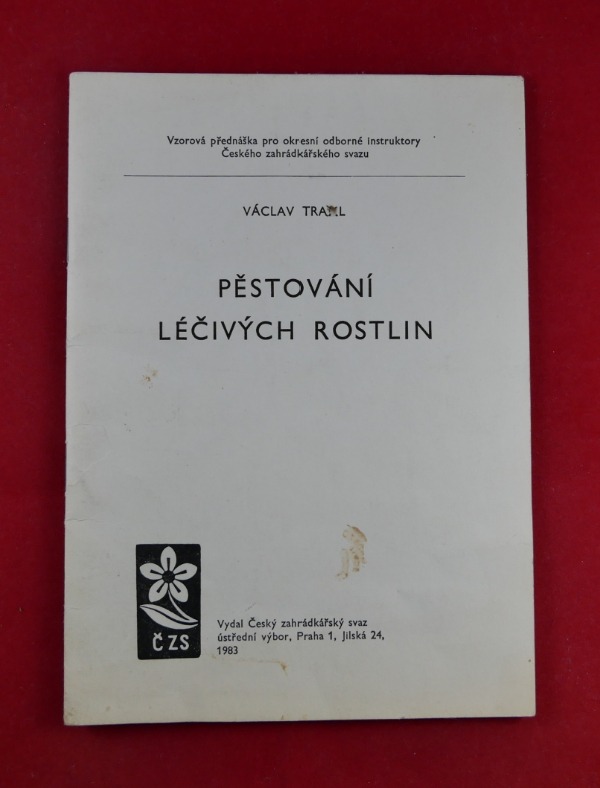 Vzorová přednáška pro okresní odborné instruktory
Českého zahrádkářského svazu
VÁCLAV
PĚSTOVÁNÍ
LÉČIVÝCH ROSTLIN
ČZS
Vydal Český zahrádkářský svaz
ústřední výbor, Praha 1, Jilská 24,
1983